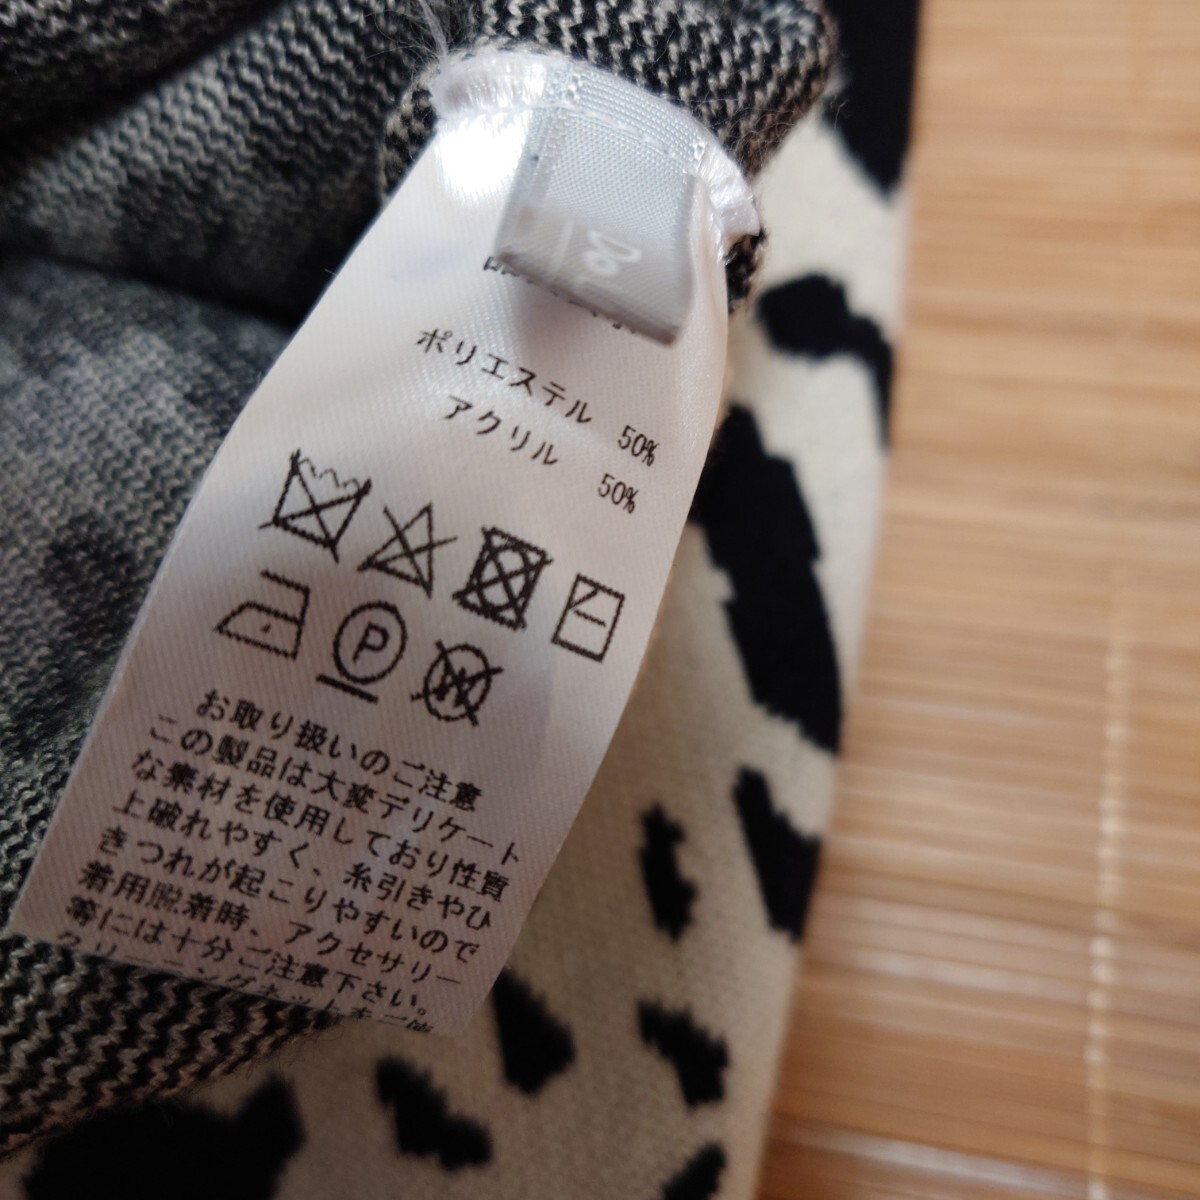 ポリエステル 50%
アクリル 50%
P
W
お取り扱いのご注意
この製品は大変デリケート
な素材を使用しており性質
上破れやすく、糸引きやひ
きつれが起こりやすいので
着用脱着時、アクセサリー
等には十分ご注意下さい。